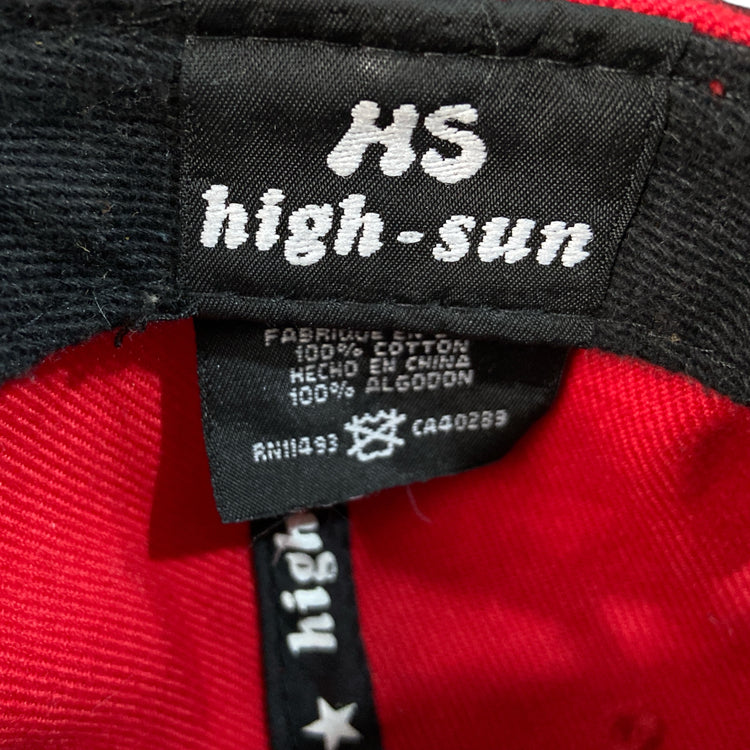 HS
high-sun
FABRIQUE EN
100% COTTON
HECHO EN CHINA
100% ALGODON
RN11493 CA40289
high